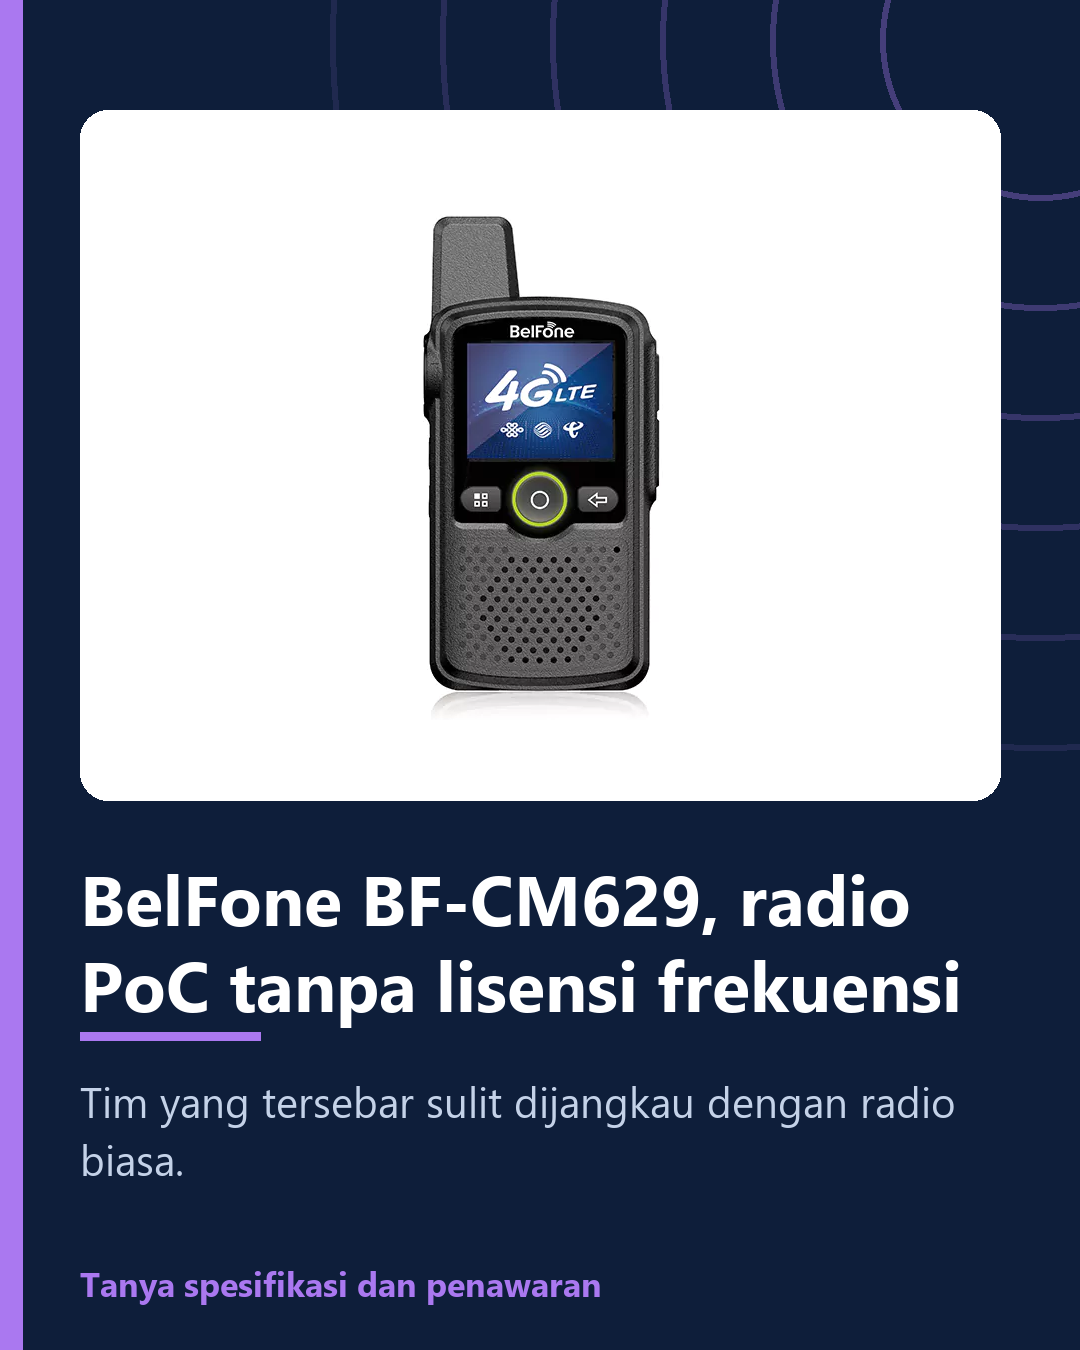 BelFone
4G LTE
BelFone BF-CM629, radio
PoC tanpa lisensi frekuensi
Tim yang tersebar sulit dijangkau dengan radio
biasa.
Tanya spesifikasi dan penawaran